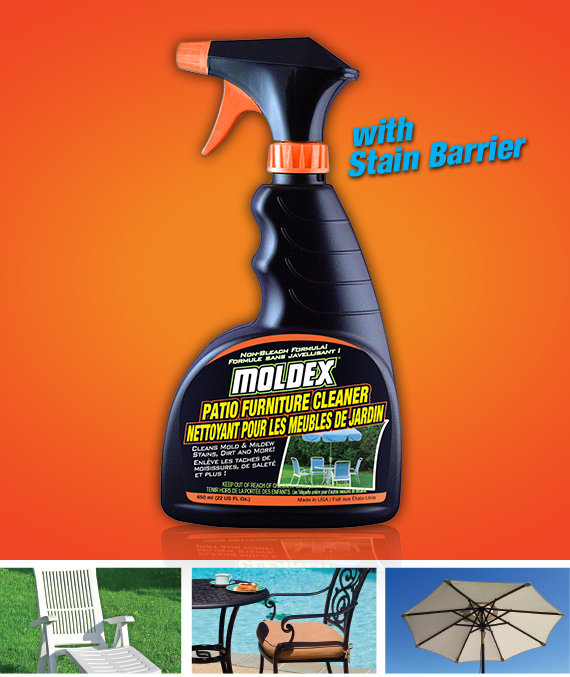 with
Stain Barrier
NON-BLEACH FORMULA!
FORMULE SANS JAVELLISANT !
MOLDEX
PATIO FURNITURE CLEANER
NETTOYANT POUR LES MEUBLES DE JARDIN
CLEANS MOLD & MILDEW
STAINS, DIRT AND MORE!
ENLÈVE LES TACHES DE
MOISISSURES, DE SALETÉ
ET PLUS !
KEEP OUT OF REACH OF
TENIR HORS DE LA PORTÉE DES ENFANTS
650 ml (22 US Fl. Oz.)
Made in USA / Fait aux États-Unis